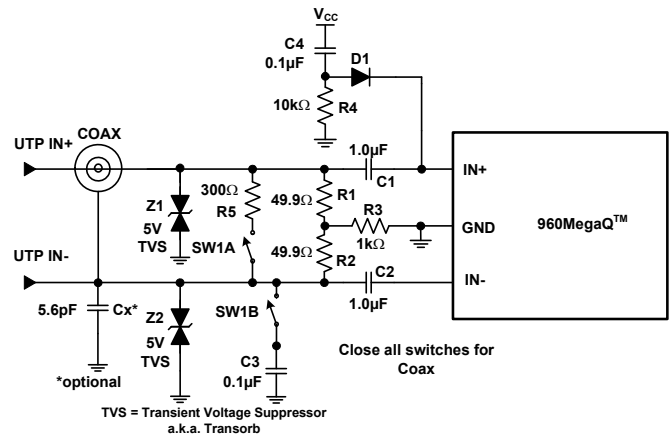 VCC
C4
0.1µF
D1
10kΩ
R4
COAX
UTP IN+
1.0µF
C1
IN+
300Ω
R5
49.9Ω
R1
Z1
5V
TVS
R3
1kΩ
GND
960MegaQ™
SW1A
49.9Ω
R2
UTP IN-
C2
IN-
1.0µF
5.6pF
Cx*
Z2
5V
TVS
SW1B
*optional
C3
0.1µF
Close all switches for
Coax
TVS = Transient Voltage Suppressor
a.k.a. Transorb